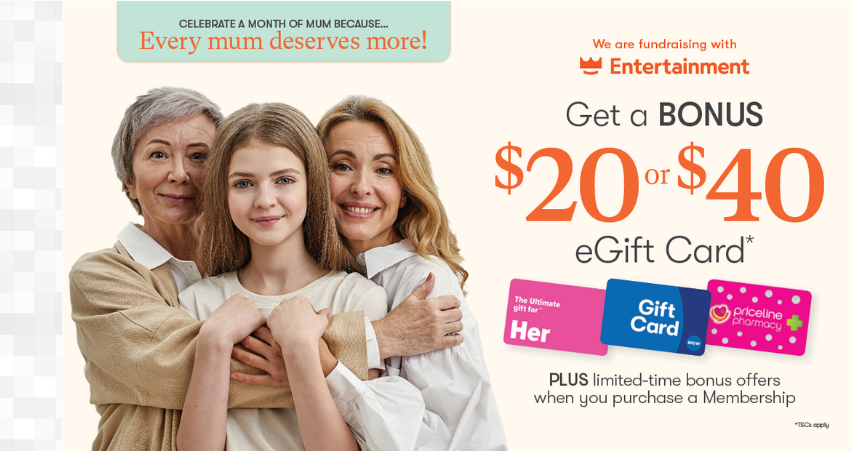 CELEBRATE A MONTH OF MUM BECAUSE...
Every mum deserves more!
We are fundraising with
Entertainment
Get a BONUS
$20 or $40
eGift Card*
The Ultimate
gift for™
Her
Gift
Card
WOW
priceline
pharmacy
PLUS limited-time bonus offers
when you purchase a Membership
*T&Cs apply